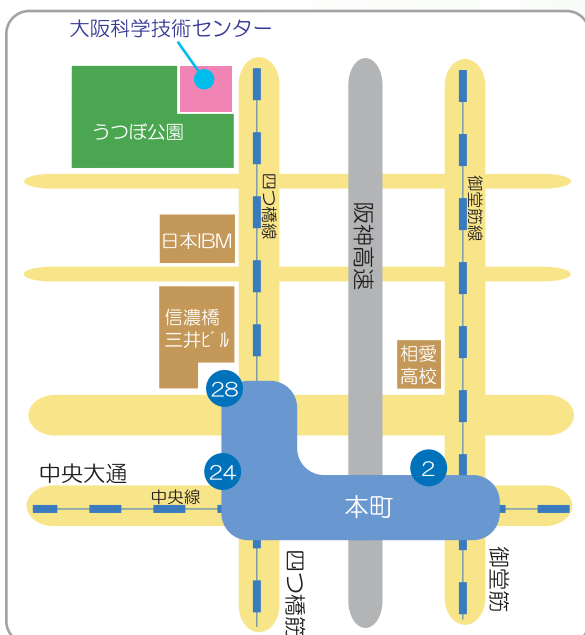 大阪科学技術センター
うつぼ公園
四つ橋線
阪神高速
御堂筋線
日本IBM
信濃橋
三井ビル
相愛
高校
28
24
2
中央大通
中央線
本町
四つ橋筋
御堂筋